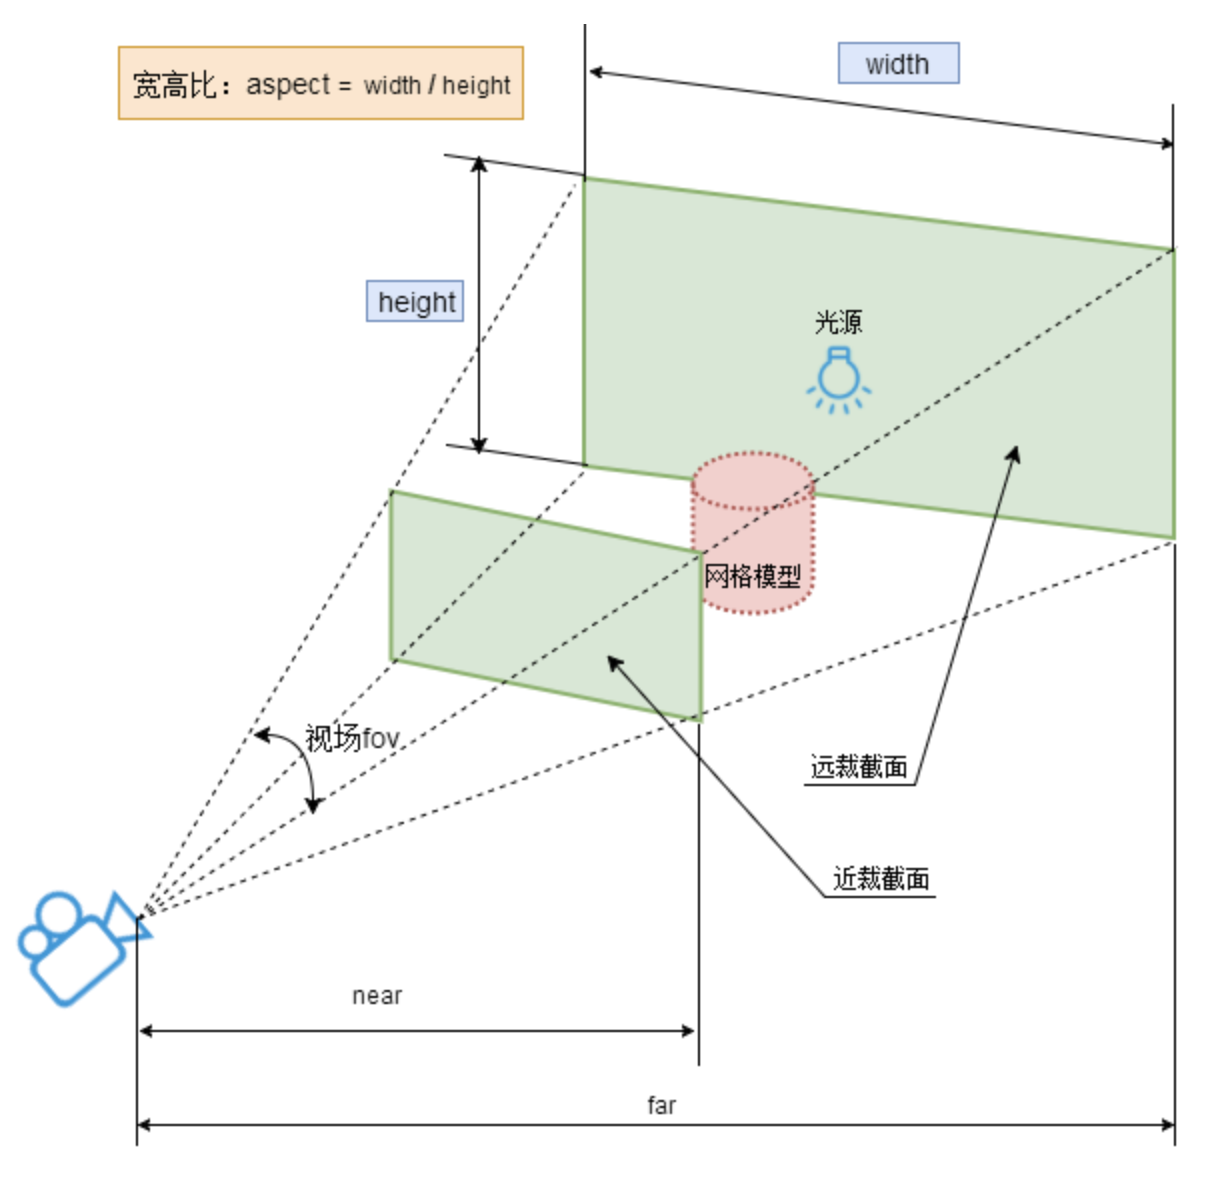 宽高比：aspect = width / height
width
height
光源
网格模型
视场fov
远裁截面
近裁截面
near
far